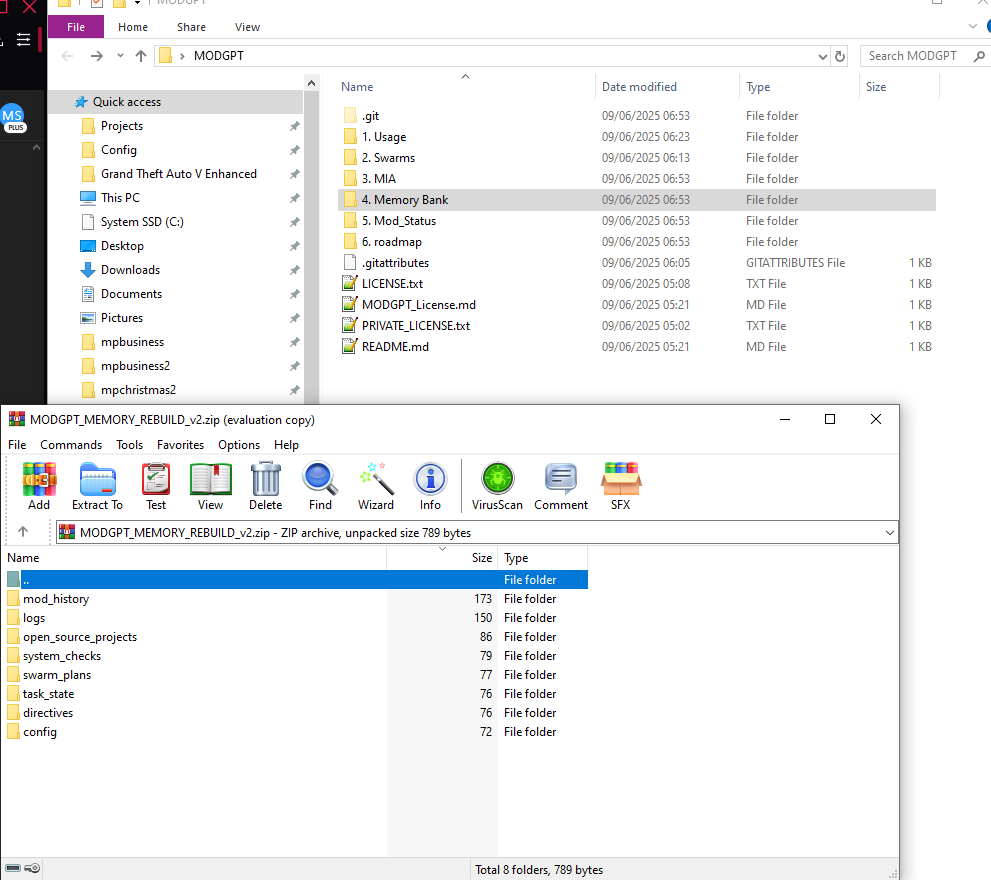 MODGPT
File Home Share View
MODGPT
Search MODGPT
Name Date modified Type Size
Quick access
Projects
Config
Grand Theft Auto V Enhanced
This PC
System SSD (C:)
Desktop
Downloads
Documents
Pictures
mpbusiness
mpbusiness2
mpchristmas2
MS
PLUS
.git 09/06/2025 06:53 File folder
1. Usage 09/06/2025 06:23 File folder
2. Swarms 09/06/2025 06:13 File folder
3. MIA 09/06/2025 06:53 File folder
4. Memory Bank 09/06/2025 06:53 File folder
5. Mod_Status 09/06/2025 06:53 File folder
6. roadmap 09/06/2025 06:53 File folder
.gitattributes 09/06/2025 06:05 GITATTRIBUTES File 1 KB
LICENSE.txt 09/06/2025 05:08 TXT File 1 KB
MODGPT_License.md 09/06/2025 05:21 MD File 1 KB
PRIVATE_LICENSE.txt 09/06/2025 05:02 TXT File 1 KB
README.md 09/06/2025 05:21 MD File 1 KB
MODGPT_MEMORY_REBUILD_v2.zip (evaluation copy)
File Commands Tools Favorites Options Help
Add Extract To Test View Delete Find Wizard Info VirusScan Comment SFX
MODGPT_MEMORY_REBUILD_v2.zip - ZIP archive, unpacked size 789 bytes
Name Size Type
.. File folder
mod_history 173 File folder
logs 150 File folder
open_source_projects 86 File folder
system_checks 79 File folder
swarm_plans 77 File folder
task_state 76 File folder
directives 76 File folder
config 72 File folder
Total 8 folders, 789 bytes